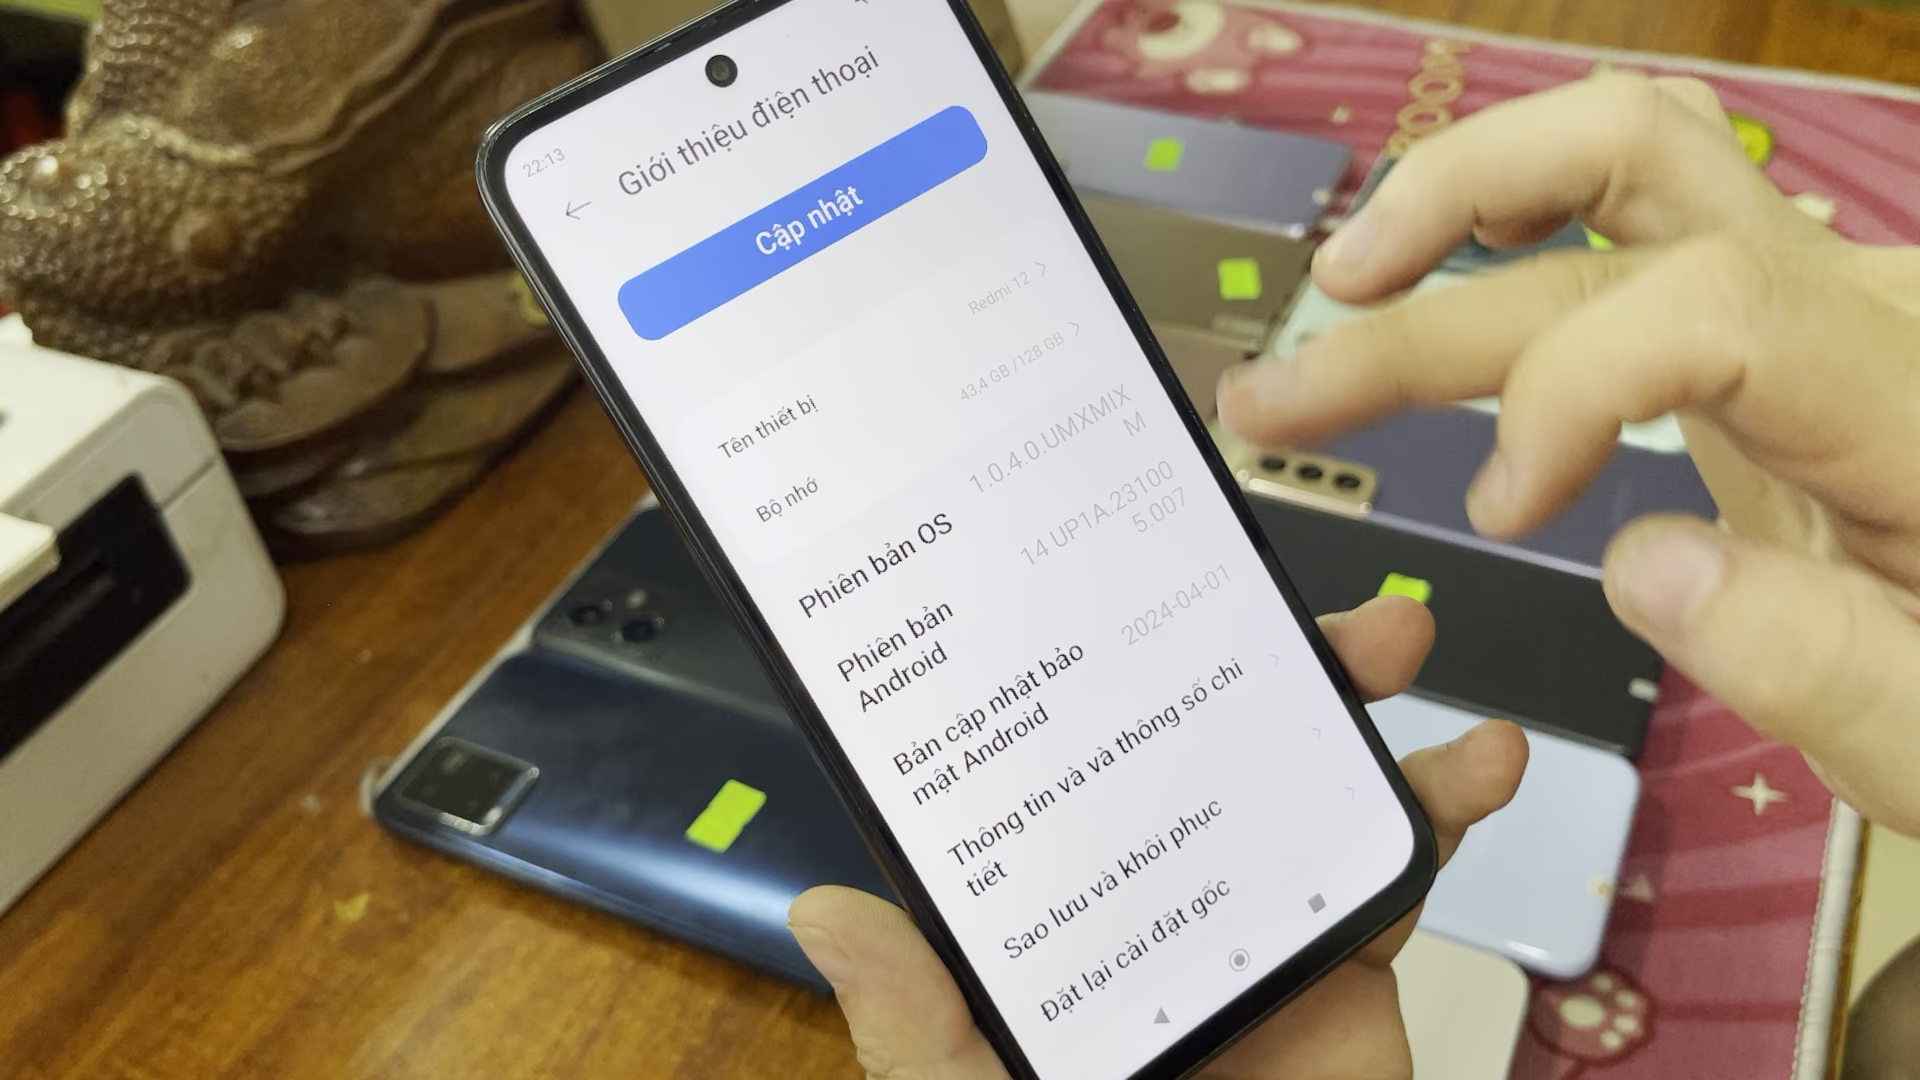 22:13
Giới thiệu điện thoại
Cập nhật
Tên thiết bị
Redmi 12
Bộ nhớ
43,4 GB /128 GB
Phiên bản OS
1.0.4.0.UMXMIX
M
Phiên bản
Android
14 UP1A.23100
5.007
Bản cập nhật bảo
mật Android
2024-04-01
Thông tin và và thông số chi
tiết
Sao lưu và khôi phục
Đặt lại cài đặt gốc